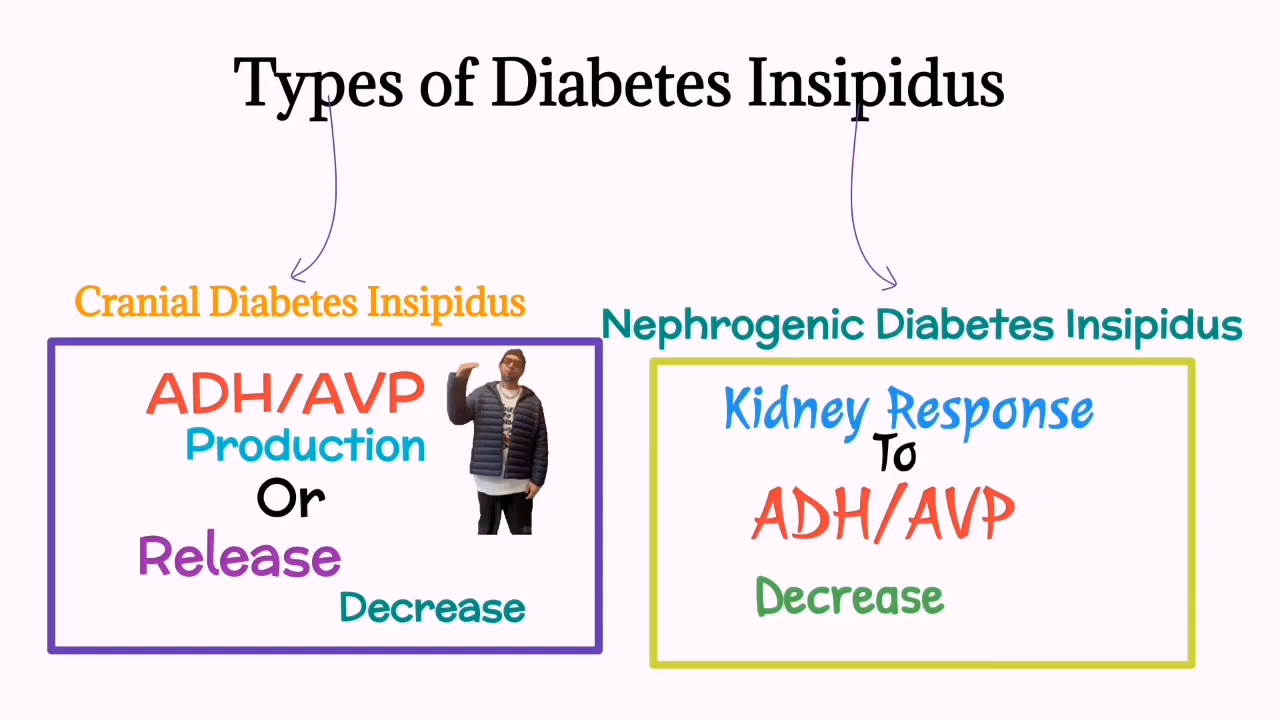 Types of Diabetes Insipidus
Cranial Diabetes Insipidus
ADH/AVP
Production
Or
Release
Decrease
Nephrogenic Diabetes Insipidus
Kidney Response
To
ADH/AVP
Decrease